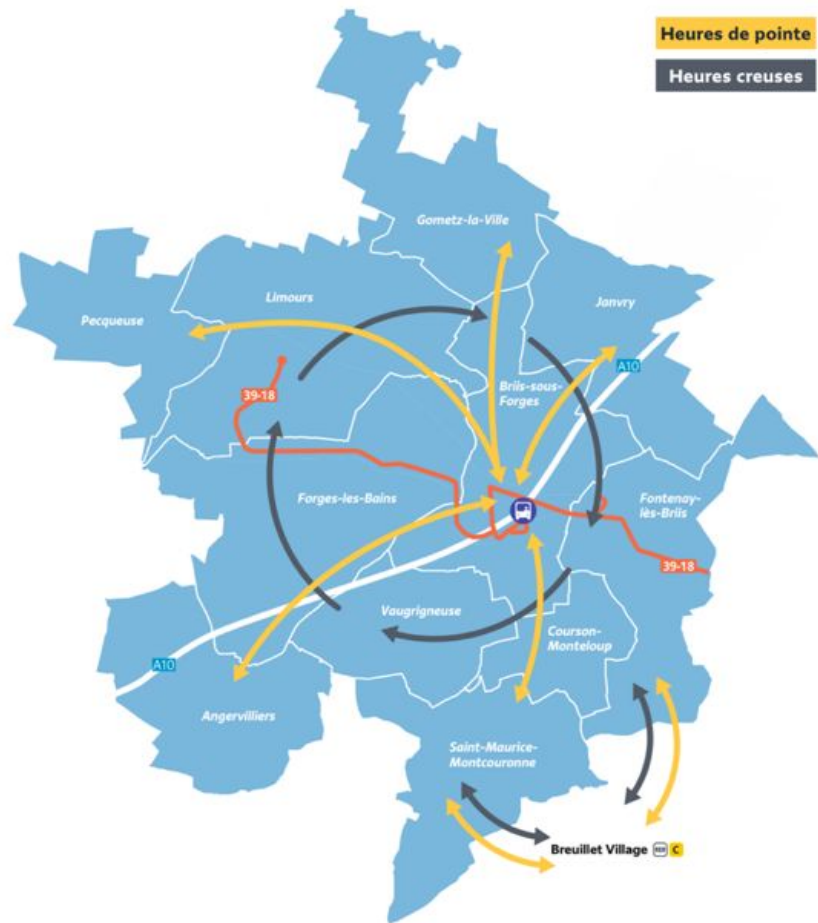 Heures de pointe
Heures creuses
Gometz-la-Ville
Limours
Janvry
Pecqueuse
A10
Briis-sous-
Forges
39-18
Forges-les-Bains
Fontenay-
lès-Briis
39-18
Vaugrigneuse
Courson-
Monteloup
A10
Angervilliers
Saint-Maurice-
Montcouronne
Breuillet Village RER C